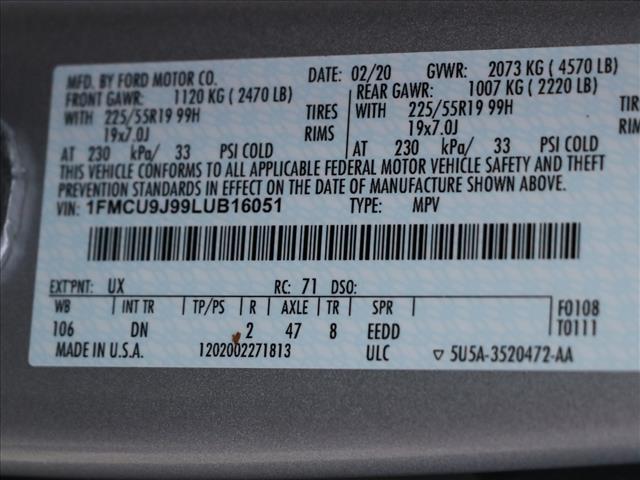 MFD. BY FORD MOTOR CO. DATE: 02/20 GVWR: 2073 KG ( 4570 LB)
FRONT GAWR: 1120 KG ( 2470 LB) REAR GAWR: 1007 KG ( 2220 LB)
WITH 225/55R19 99H TIRES WITH 225/55R19 99H TIR
19x7.0J RIMS 19x7.0J RIM
AT 230 kPa/ 33 PSI COLD AT 230 kPa/ 33 PSI COLD
THIS VEHICLE CONFORMS TO ALL APPLICABLE FEDERAL MOTOR VEHICLE SAFETY AND THEFT
PREVENTION STANDARDS IN EFFECT ON THE DATE OF MANUFACTURE SHOWN ABOVE.
VIN: 1FMCU9J99LUB16051 TYPE: MPV
EXT PNT: UX RC: 71 DSO:
WB INT TR TP/PS R AXLE TR SPR F0108
106 DN 2 47 8 EEDD T0111
MADE IN U.S.A. 1202002271813 ULC ▽ 5U5A-3520472-AA